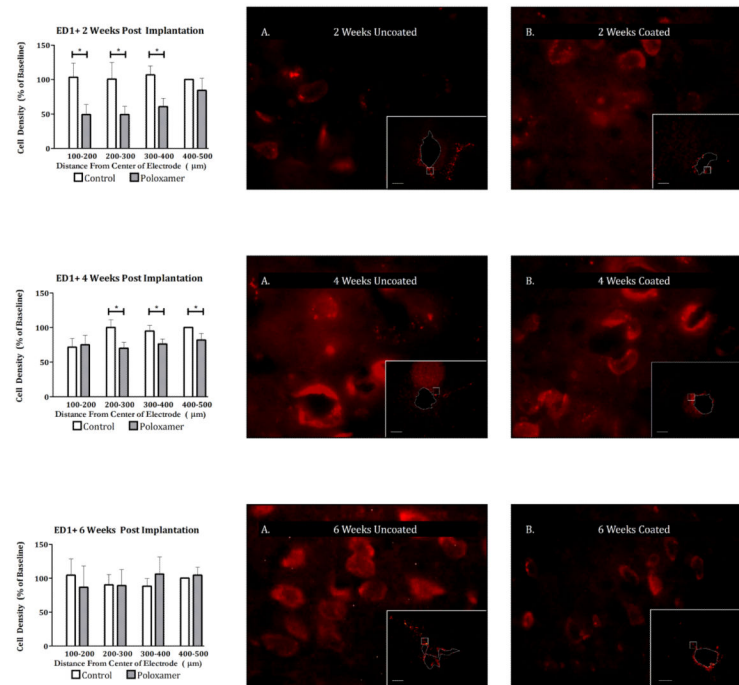 ED1+ 2 Weeks Post Implantation
Cell Density (% of Baseline)
150
100
50
0
* * *
100-200 200-300 300-400 400-500
Distance From Center of Electrode ( µm)
Control Poloxamer
A. 2 Weeks Uncoated
B. 2 Weeks Coated
ED1+ 4 Weeks Post Implantation
Cell Density (% of Baseline)
150
100
50
0
* * *
100-200 200-300 300-400 400-500
Distance From Center of Electrode ( µm)
Control Poloxamer
A. 4 Weeks Uncoated
B. 4 Weeks Coated
ED1+ 6 Weeks Post Implantation
Cell Density (% of Baseline)
150
100
50
0
100-200 200-300 300-400 400-500
Distance From Center of Electrode ( µm)
Control Poloxamer
A. 6 Weeks Uncoated
B. 6 Weeks Coated